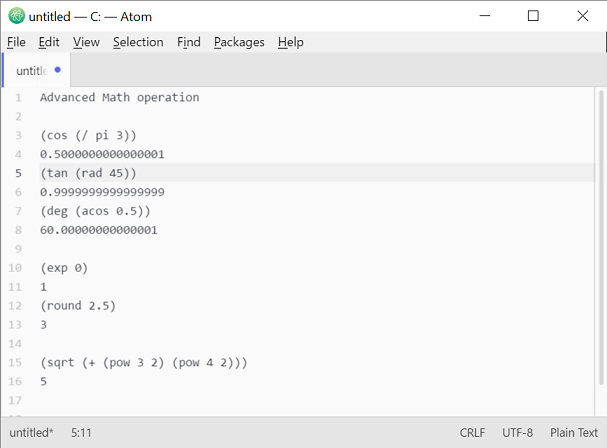 untitled — C: — Atom
File Edit View Selection Find Packages Help
untitle
1 Advanced Math operation
2
3 (cos (/ pi 3))
4 0.5000000000000001
5 (tan (rad 45))
6 0.9999999999999999
7 (deg (acos 0.5))
8 60.00000000000001
9
10 (exp 0)
11 1
12 (round 2.5)
13 3
14
15 (sqrt (+ (pow 3 2) (pow 4 2)))
16 5
17
untitled* 5:11 CRLF UTF-8 Plain Text